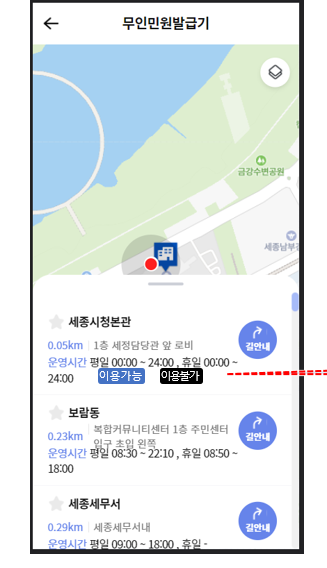 무인민원발급기
금강수변공원
세종남부경
세종시청본관
0.05km 1층 세정담당관 앞 로비
운영시간 평일 00:00 ~ 24:00 , 휴일 00:00 ~
24:00
이용가능 이용불가
길안내
보람동
0.23km 복합커뮤니티센터 1층 주민센터
입구 초입 왼쪽
운영시간 평일 08:30 ~ 22:10 , 휴일 08:50 ~
18:00
길안내
세종세무서
0.29km 세종세무서내
운영시간 평일 09:00 ~ 18:00 , 휴일 -
길안내